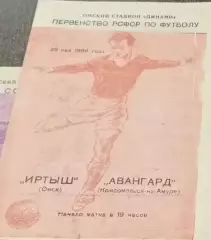 ОМСКИЙ СТАДИОН «ДИНАМО»
ПЕРВЕНСТВО РСФСР ПО ФУТБОЛУ
„ИРТЫШ" „АВАНГАРД"
(Омск) (Комсомольск-на-Амуре)
Начало матча в 19 часов